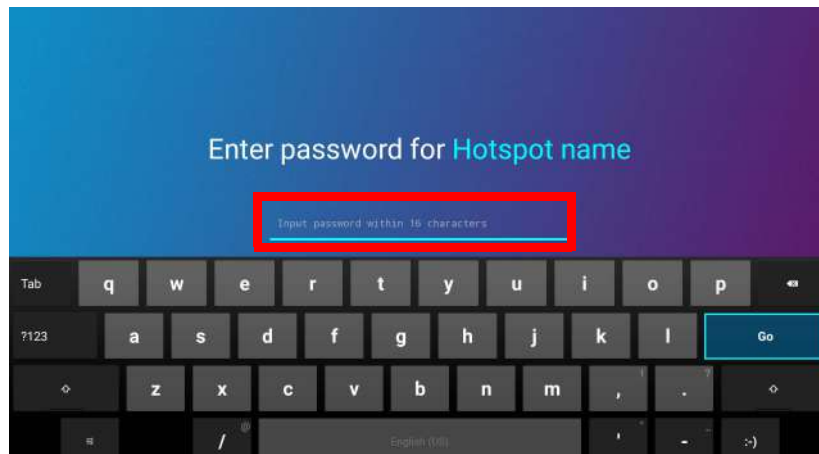 Enter password for Hotspot name
Input password within 16 characters
Tab q w e r t y u i o p
?123 a s d f g h j k l Go
z x c v b n m , ! . ?
/ @ English (US) ' - _ :-)